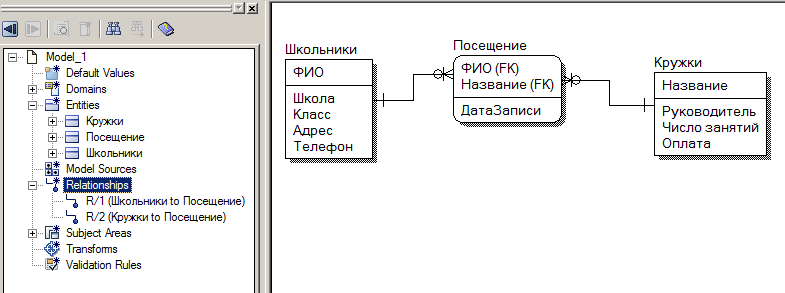 Model_1
Default Values
Domains
Entities
Кружки
Посещение
Школьники
Model Sources
Relationships
R/1 (Школьники to Посещение)
R/2 (Кружки to Посещение)
Subject Areas
Transforms
Validation Rules
Школьники
ФИО
Школа
Класс
Адрес
Телефон
Посещение
ФИО (FK)
Название (FK)
ДатаЗаписи
Кружки
Название
Руководитель
Число занятий
Оплата